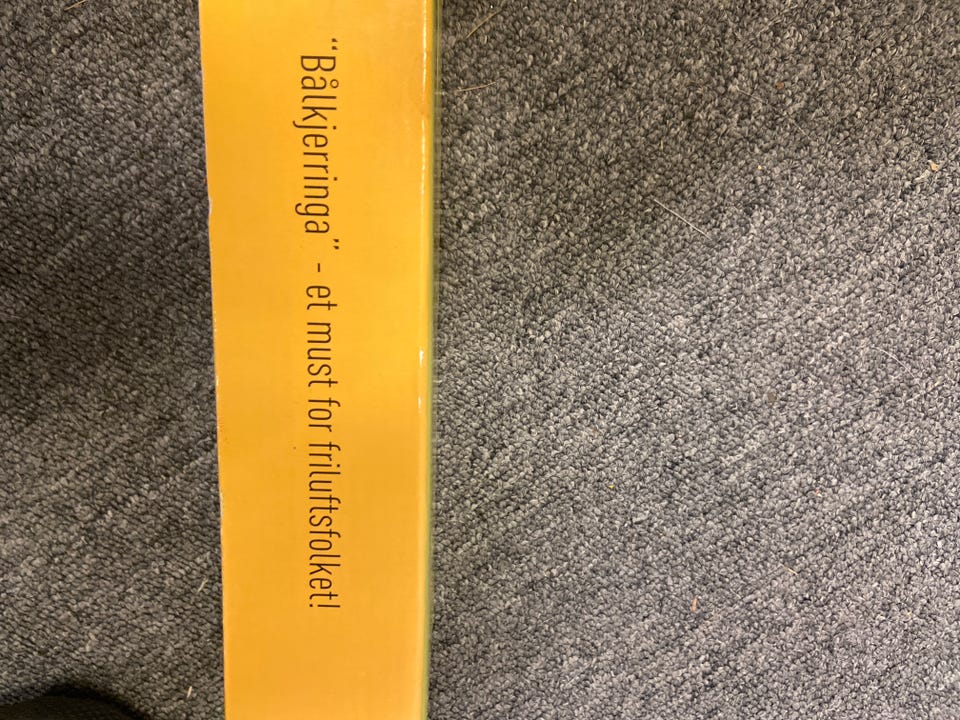 “Bålkjerringa” - et must for friluftsfolket!